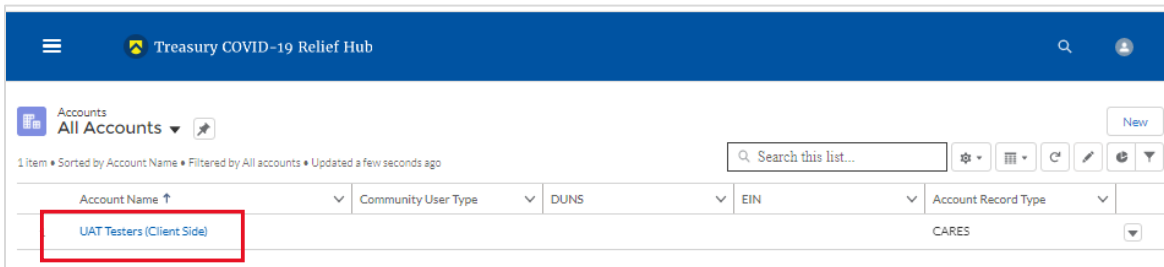 Treasury COVID-19 Relief Hub
Accounts
All Accounts
New
1 item • Sorted by Account Name • Filtered by All accounts • Updated a few seconds ago
Search this list...
Account Name ↑ Community User Type DUNS EIN Account Record Type
UAT Testers (Client Side) CARES